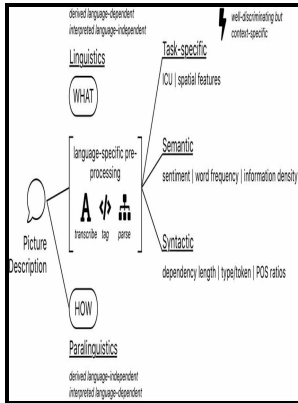 derived language-dependent
interpreted language-independent
well-discriminating but
context-specific
Linguistics
Task-specific
WHAT
ICU | spatial features
language-specific pre-
processing
Semantic
A
</>
transcribe
tag
parse
sentiment | word frequency | information density
Picture
Description
Syntactic
dependency length | type/token | POS ratios
HOW
Paralinguistics
derived language-independent
interpreted language-dependent